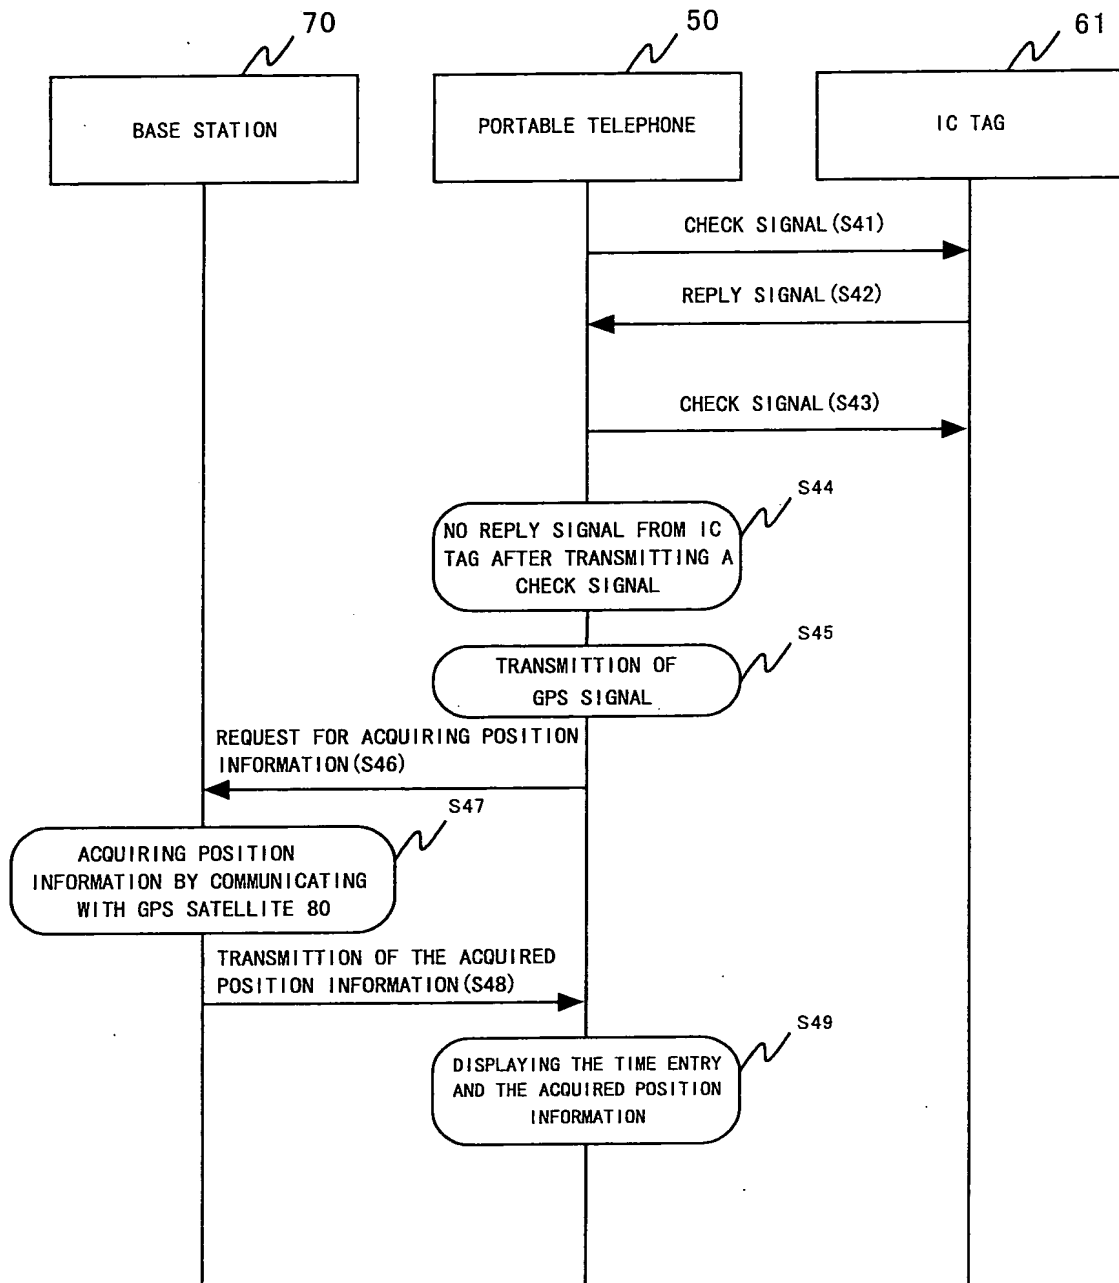 70
50
61
BASE STATION
PORTABLE TELEPHONE
IC TAG
CHECK SIGNAL(S41)
REPLY SIGNAL(S42)
CHECK SIGNAL(S43)
S44
NO REPLY SIGNAL FROM IC
TAG AFTER TRANSMITTING A
CHECK SIGNAL
S45
TRANSMITTION OF
GPS SIGNAL
REQUEST FOR ACQUIRING POSITION
INFORMATION(S46)
S47
ACQUIRING POSITION
INFORMATION BY COMMUNICATING
WITH GPS SATELLITE 80
TRANSMITTION OF THE ACQUIRED
POSITION INFORMATION(S48)
S49
DISPLAYING THE TIME ENTRY
AND THE ACQUIRED POSITION
INFORMATION